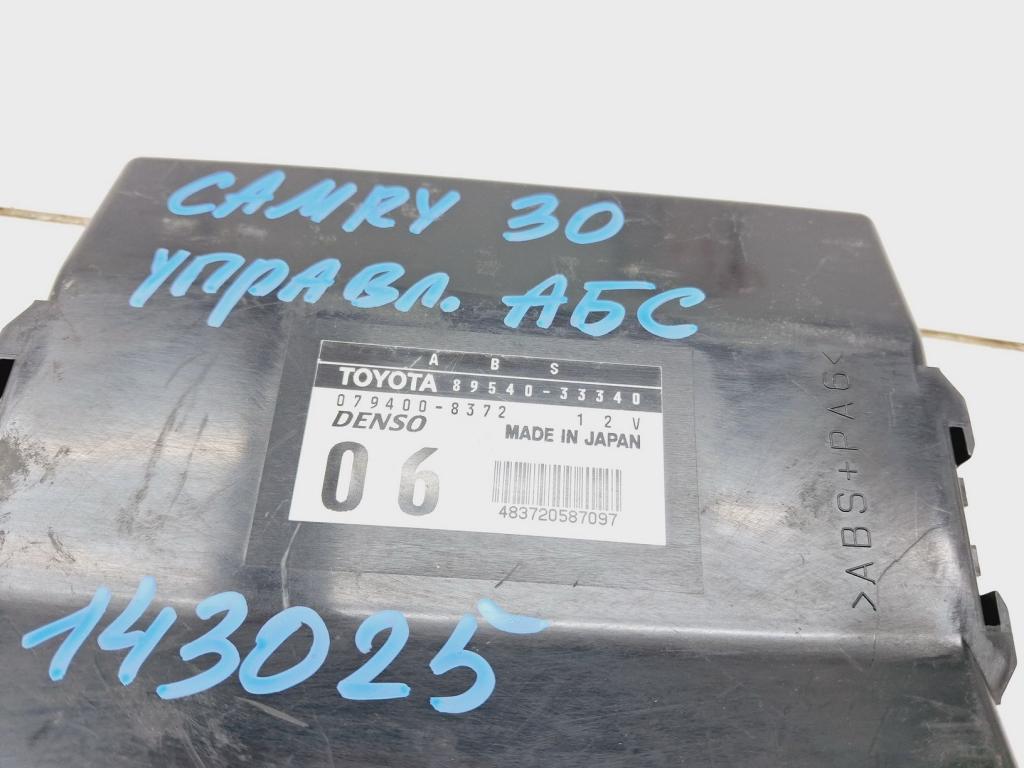 CAMRY 30
УПРАВЛ. АБС
ABS
TOYOTA 89540-33340
079400-8372 12V
DENSO MADE IN JAPAN
06
483720587097
>ABS+PA6<
143025